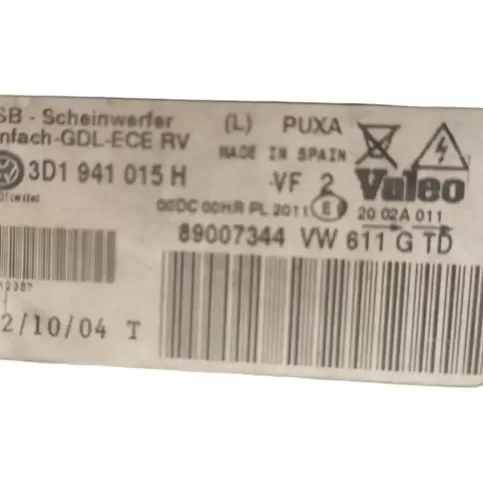 SB - Scheinwerfer (L) PUXA
nfach-GDL-ECE RV MADE IN SPAIN
3D1 941 015 H VF 2 Valeo
00DC 00HR PL 2011 E 20 02A 011
89007344 VW 611 G TD
2/10/04 T